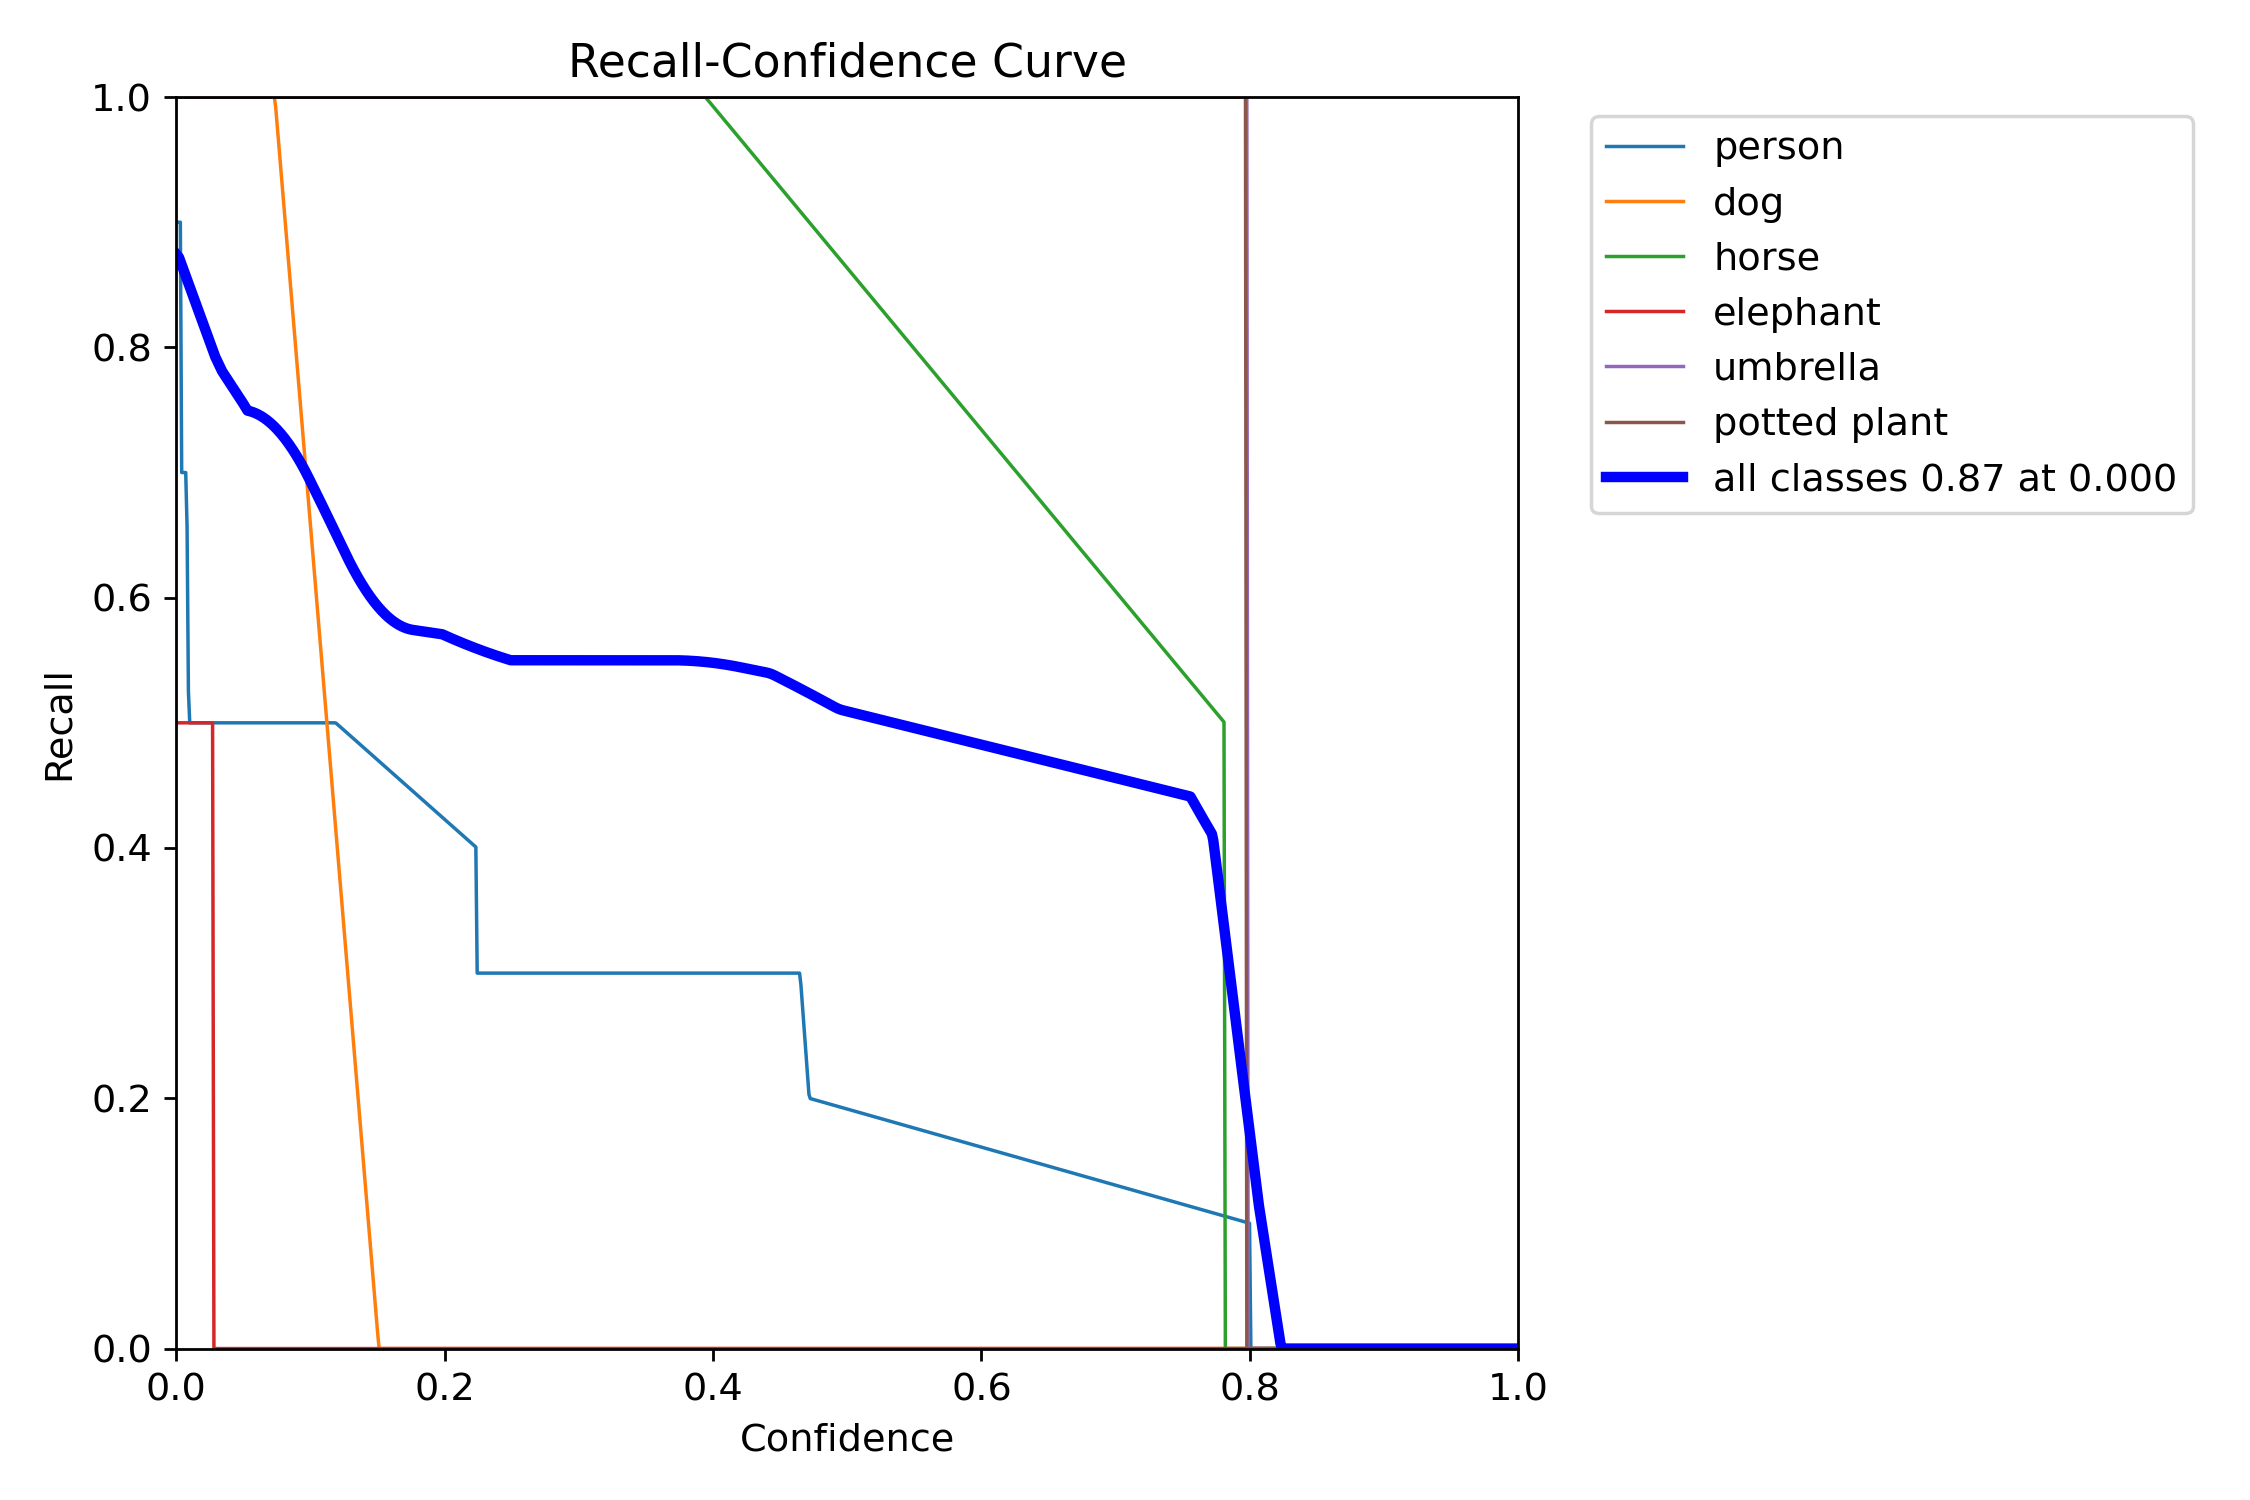 Recall-Confidence Curve
1.0
0.8
0.6
0.4
0.2
0.0
Recall
0.0 0.2 0.4 0.6 0.8 1.0
Confidence
person
dog
horse
elephant
umbrella
potted plant
all classes 0.87 at 0.000